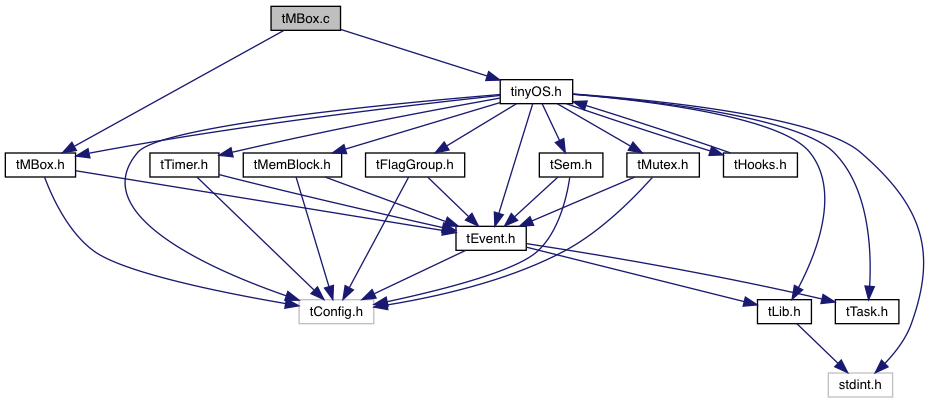 tMBox.c
tinyOS.h
tMBox.h
tTimer.h
tMemBlock.h
tFlagGroup.h
tSem.h
tMutex.h
tHooks.h
tEvent.h
tConfig.h
tLib.h
tTask.h
stdint.h